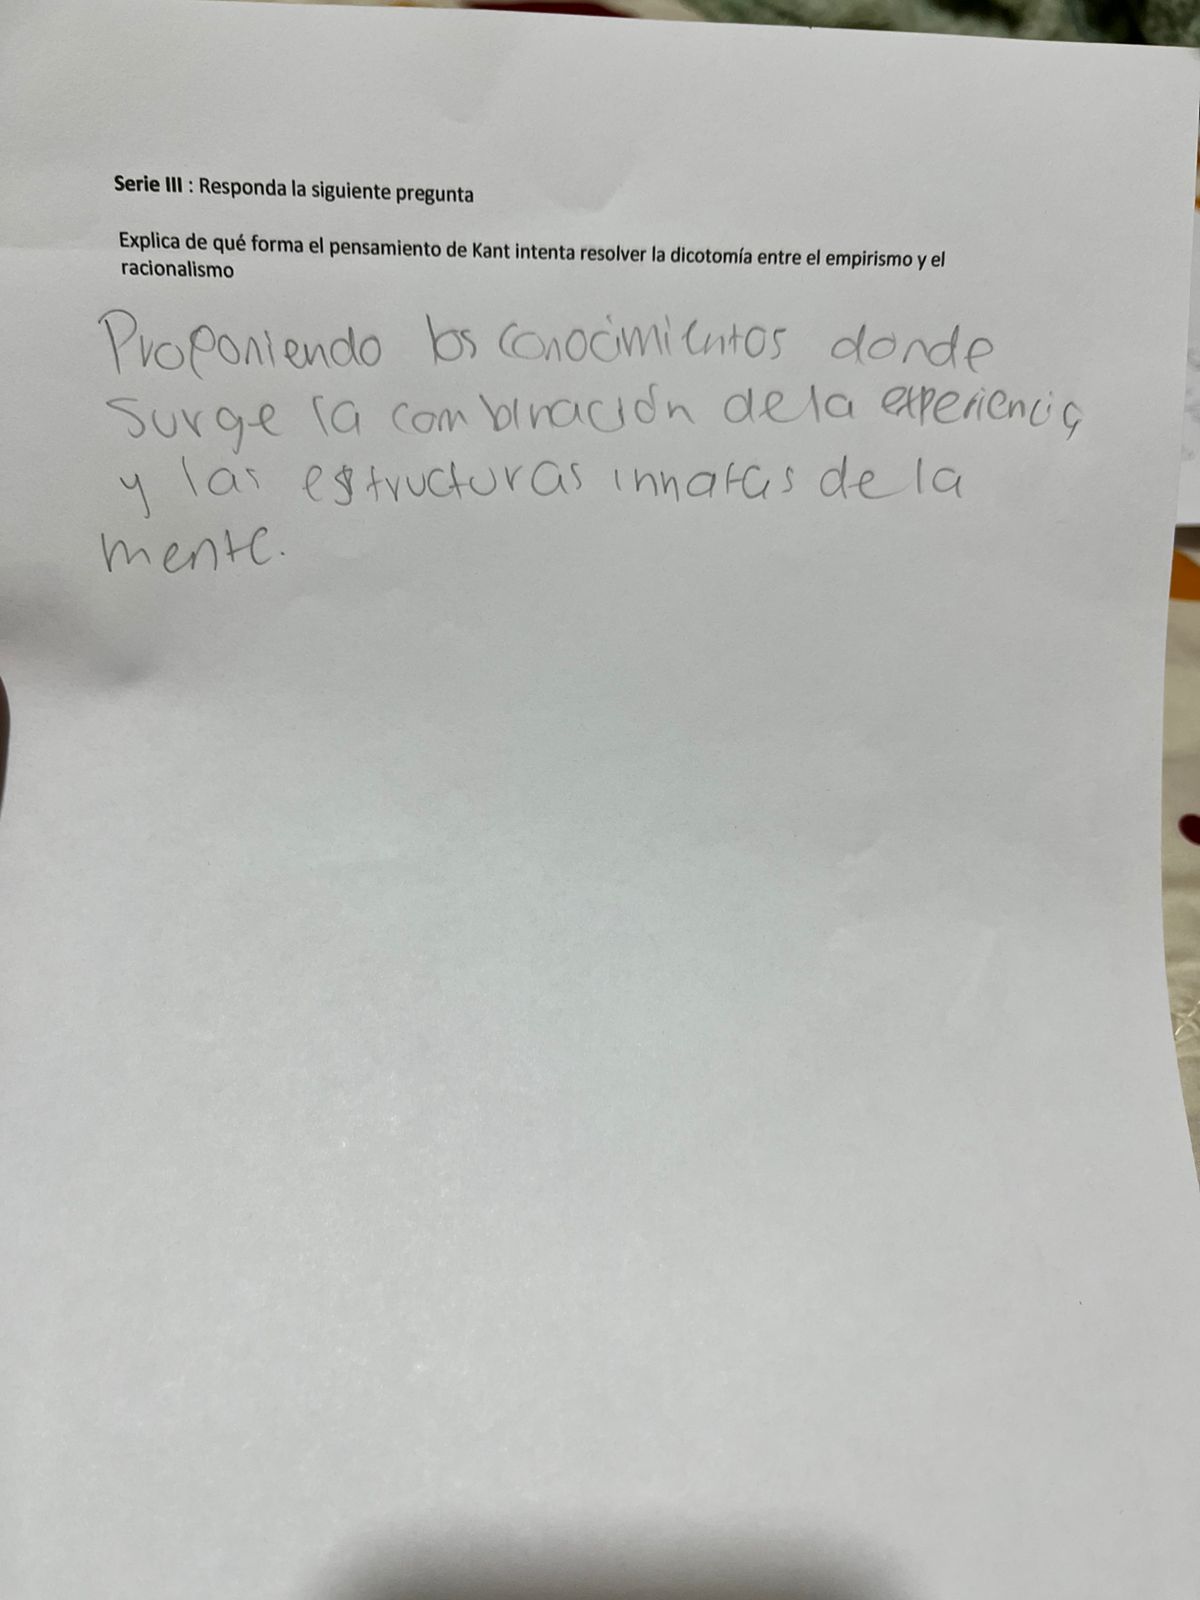 Serie III : Responda la siguiente pregunta
Explica de qué forma el pensamiento de Kant intenta resolver la dicotomía entre el empirismo y el
racionalismo
Proponiendo los conocimientos donde
surge la combinación de la experiencia
y las estructuras innatas de la
mente.